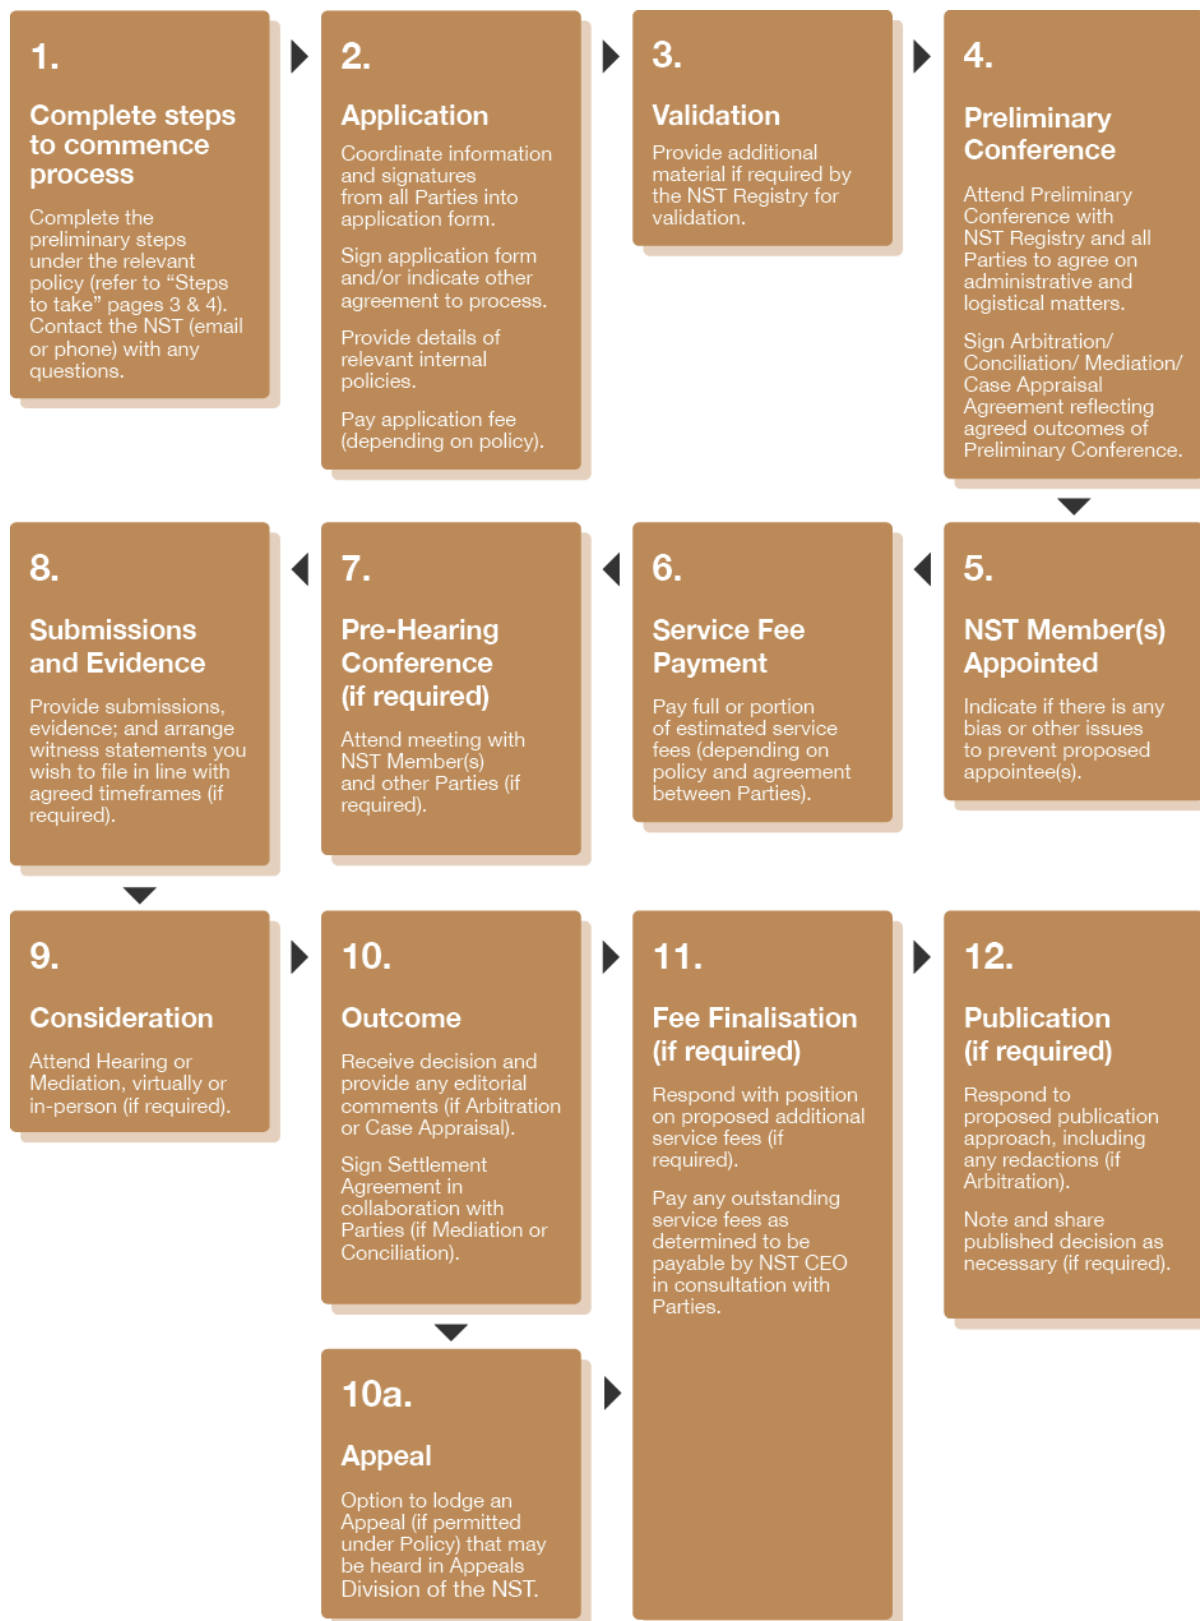 1.
Complete steps
to commence
process
Complete the
preliminary steps
under the relevant
policy (refer to “Steps
to take” pages 3 & 4).
Contact the NST (email
or phone) with any
questions.
2.
Application
Coordinate information
and signatures
from all Parties into
application form.
Sign application form
and/or indicate other
agreement to process.
Provide details of
relevant internal
policies.
Pay application fee
(depending on policy).
3.
Validation
Provide additional
material if required by
the NST Registry for
validation.
4.
Preliminary
Conference
Attend Preliminary
Conference with
NST Registry and all
Parties to agree on
administrative and
logistical matters.
Sign Arbitration/
Conciliation/ Mediation/
Case Appraisal
Agreement reflecting
agreed outcomes of
Preliminary Conference.
5.
NST Member(s)
Appointed
Indicate if there is any
bias or other issues
to prevent proposed
appointee(s).
6.
Service Fee
Payment
Pay full or portion
of estimated service
fees (depending on
policy and agreement
between Parties).
7.
Pre-Hearing
Conference
(if required)
Attend meeting with
NST Member(s)
and other Parties (if
required).
8.
Submissions
and Evidence
Provide submissions,
evidence; and arrange
witness statements you
wish to file in line with
agreed timeframes (if
required).
9.
Consideration
Attend Hearing or
Mediation, virtually or
in-person (if required).
10.
Outcome
Receive decision and
provide any editorial
comments (if Arbitration
or Case Appraisal).
Sign Settlement
Agreement in
collaboration with
Parties (if Mediation or
Conciliation).
10a.
Appeal
Option to lodge an
Appeal (if permitted
under Policy) that may
be heard in Appeals
Division of the NST.
11.
Fee Finalisation
(if required)
Respond with position
on proposed additional
service fees (if
required).
Pay any outstanding
service fees as
determined to be
payable by NST CEO
in consultation with
Parties.
12.
Publication
(if required)
Respond to
proposed publication
approach, including
any redactions (if
Arbitration).
Note and share
published decision as
necessary (if required).